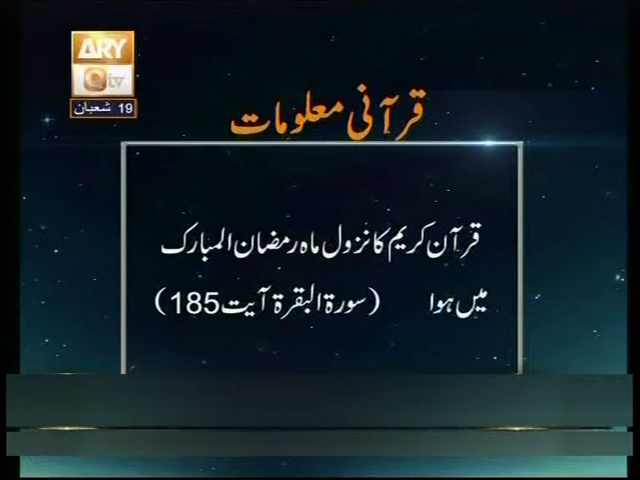 ARY
Qtv
19 شعبان
قرآنی معلومات
قرآن کریم کا نزول ماہ رمضان المبارک
میں ہوا (سورۃ البقرۃ آیت 185)